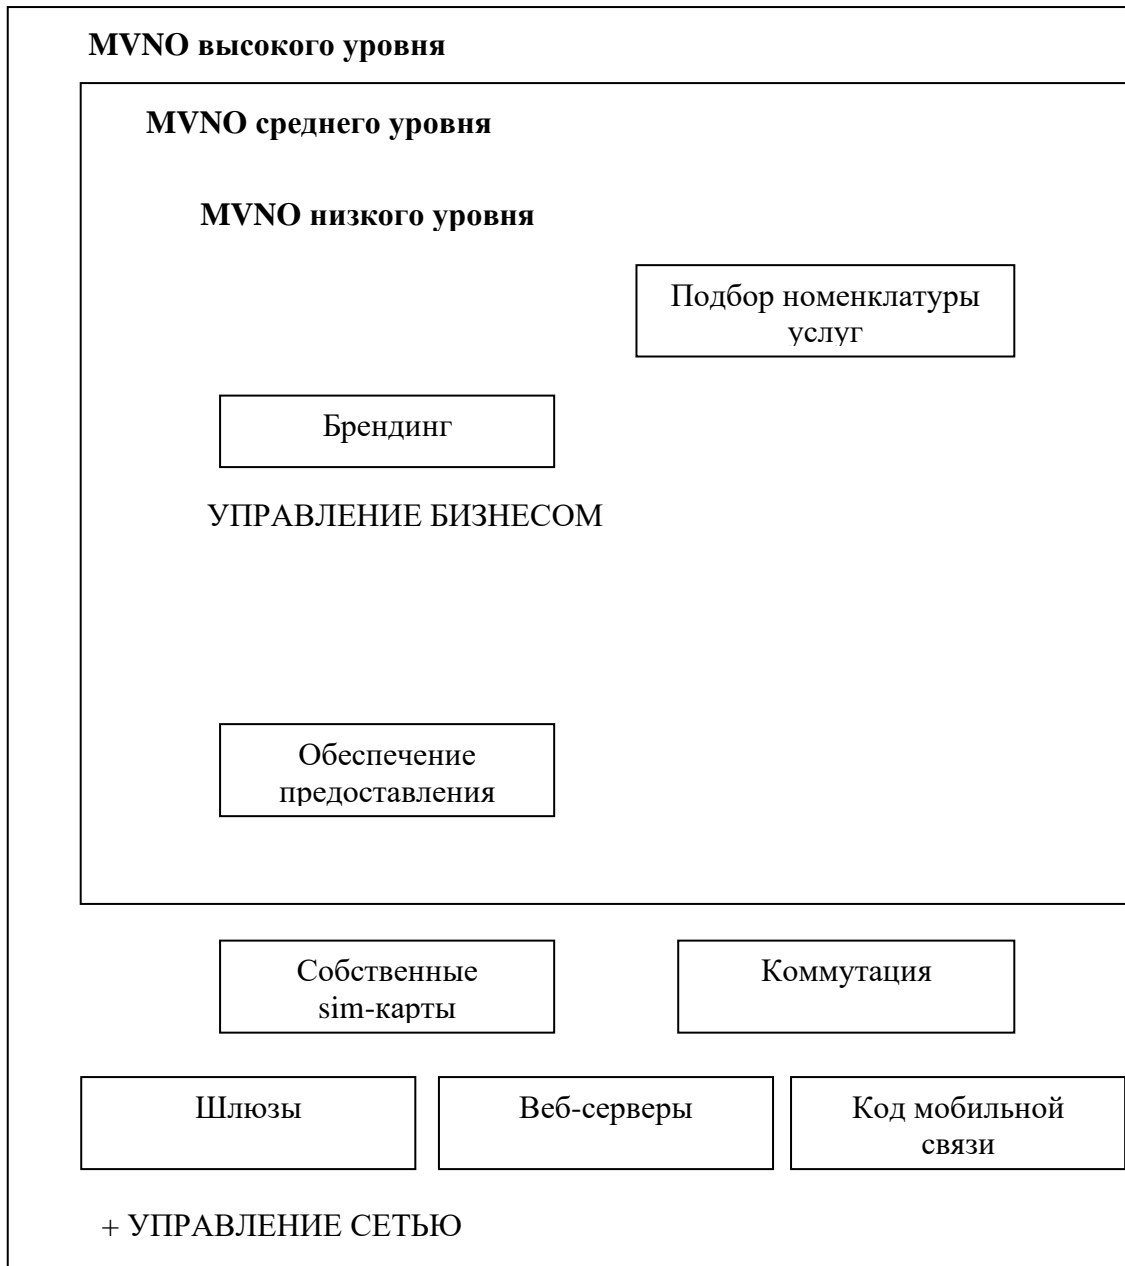 MVNO высокого уровня
MVNO среднего уровня
MVNO низкого уровня
Подбор номенклатуры
услуг
Брендинг
УПРАВЛЕНИЕ БИЗНЕСОМ
Обеспечение
предоставления
Собственные
sim-карты
Коммутация
Шлюзы
Веб-серверы
Код мобильной
связи
+ УПРАВЛЕНИЕ СЕТЬЮ